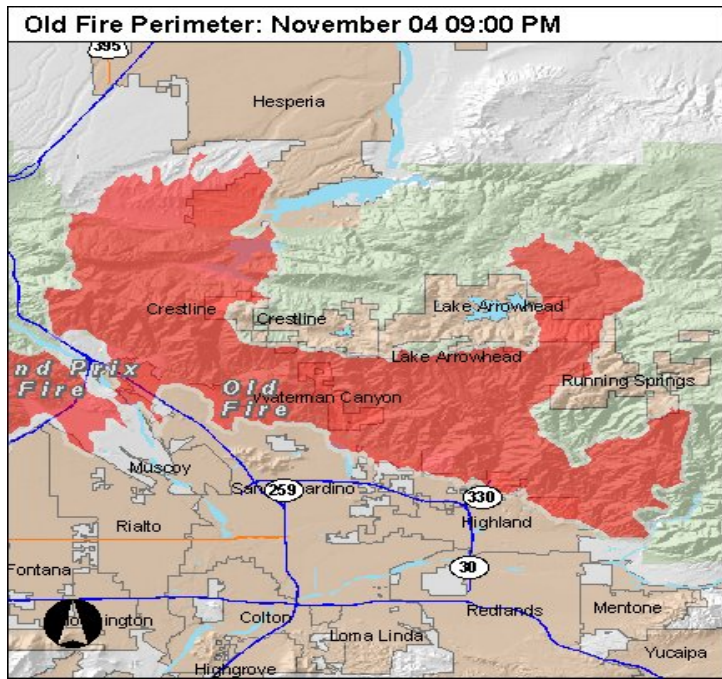 Old Fire Perimeter: November 04 09:00 PM
395
Hesperia
Crestline
Crestline
Lake Arrowhead
Lake Arrowhead
nd Prix
Fire
Old
Fire
Waterman Canyon
Running Springs
Muscoy
San
259
ardino
330
Highland
Rialto
30
Fontana
Redlands
Mentone
Colton
Loma Linda
Yucaipa
Highgrove